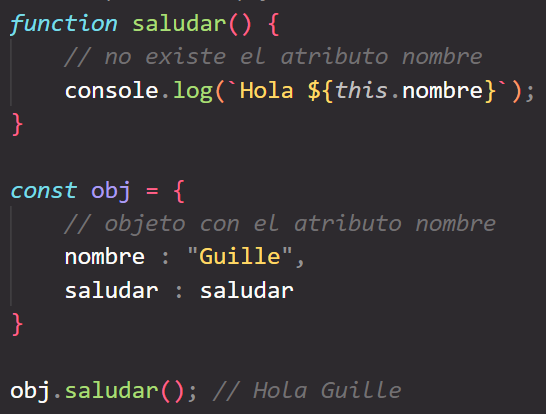 function saludar() {
    // no existe el atributo nombre
    console.log(`Hola ${this.nombre}`);
}
const obj = {
    // objeto con el atributo nombre
    nombre : "Guille",
    saludar : saludar
}
obj.saludar(); // Hola Guille